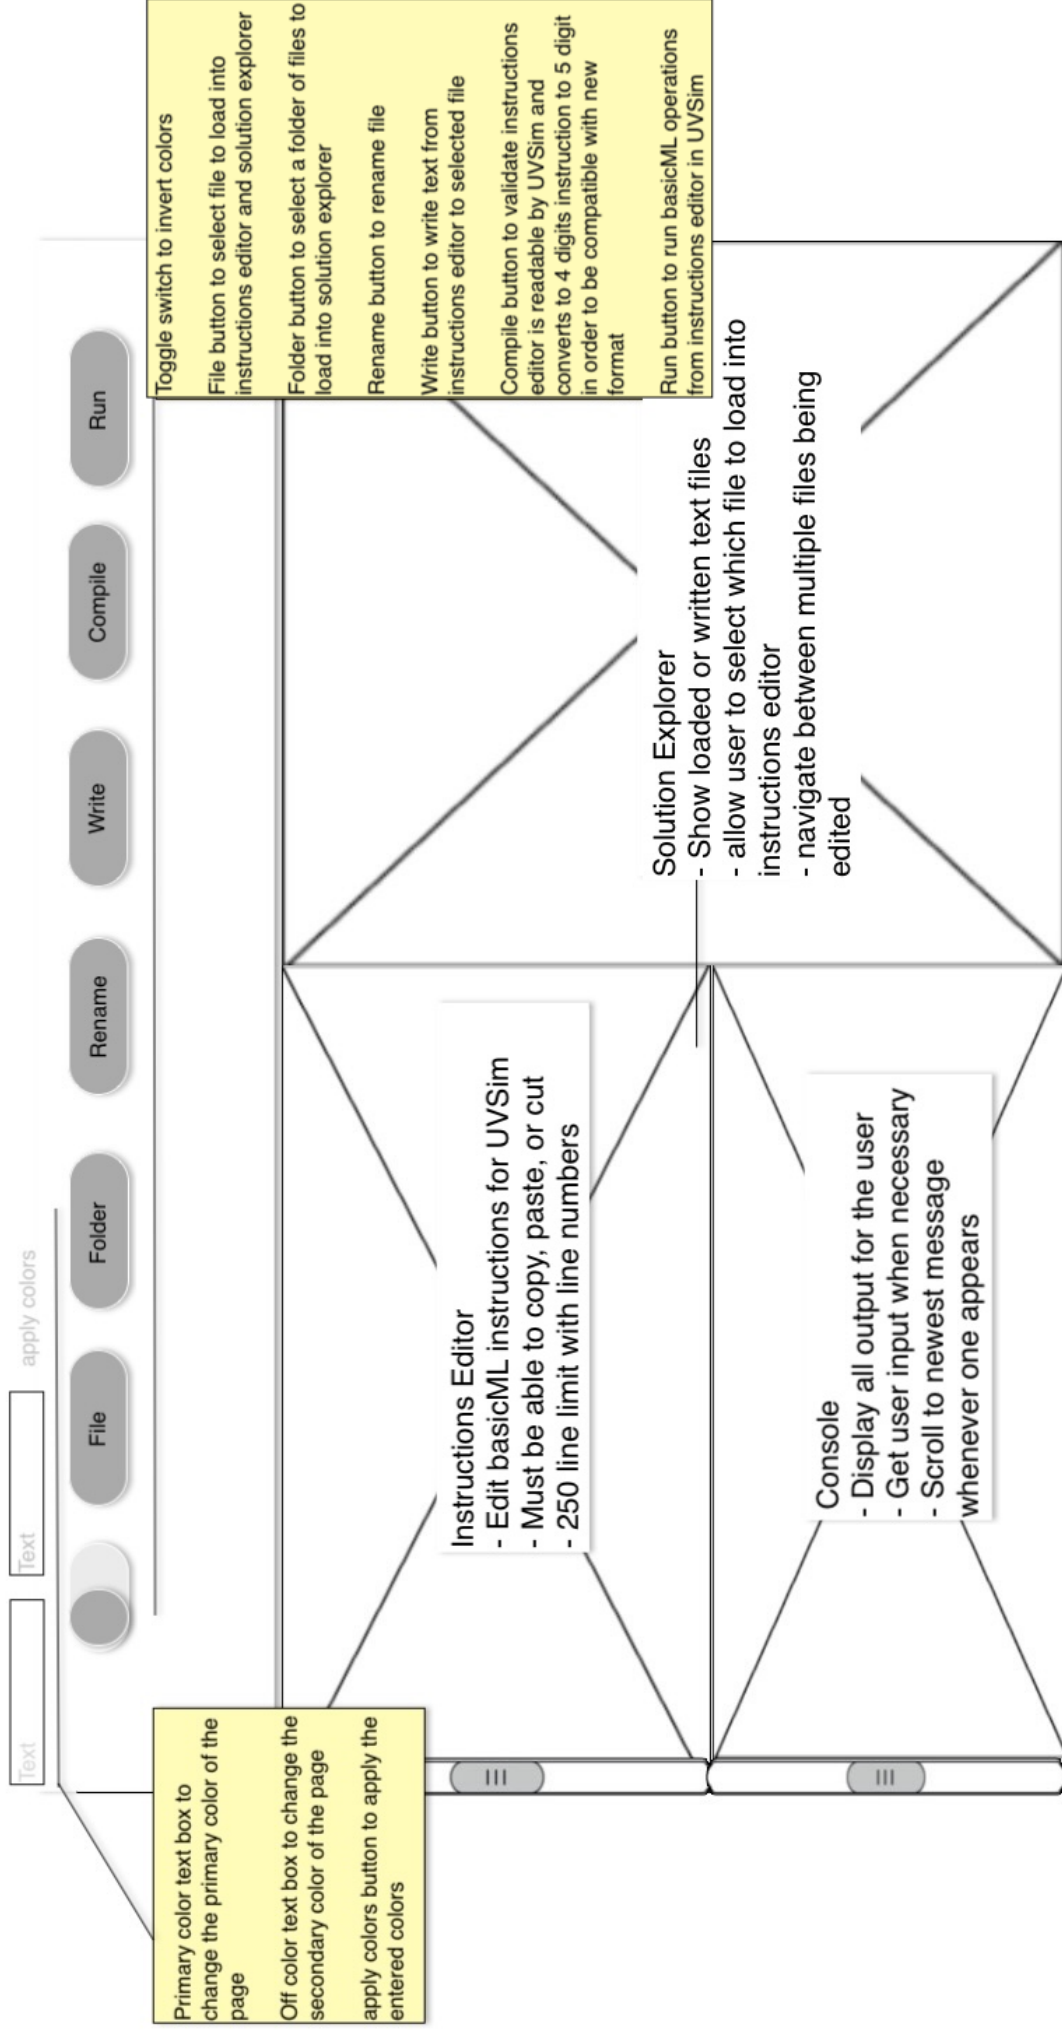 Text
Text
apply colors
File
Folder
Rename
Write
Compile
Run
Primary color text box to
change the primary color of the
page
Off color text box to change the
secondary color of the page
apply colors button to apply the
entered colors
Toggle switch to invert colors
File button to select file to load into
instructions editor and solution explorer
Folder button to select a folder of files to
load into solution explorer
Rename button to rename file
Write button to write text from
instructions editor to selected file
Compile button to validate instructions
editor is readable by UVSim and
converts to 4 digits instruction to 5 digit
in order to be compatible with new
format
Run button to run basicML operations
from instructions editor in UVSim
Instructions Editor
- Edit basicML instructions for UVSim
- Must be able to copy, paste, or cut
- 250 line limit with line numbers
Solution Explorer
- Show loaded or written text files
- allow user to select which file to load into
instructions editor
- navigate between multiple files being
edited
Console
- Display all output for the user
- Get user input when necessary
- Scroll to newest message
whenever one appears